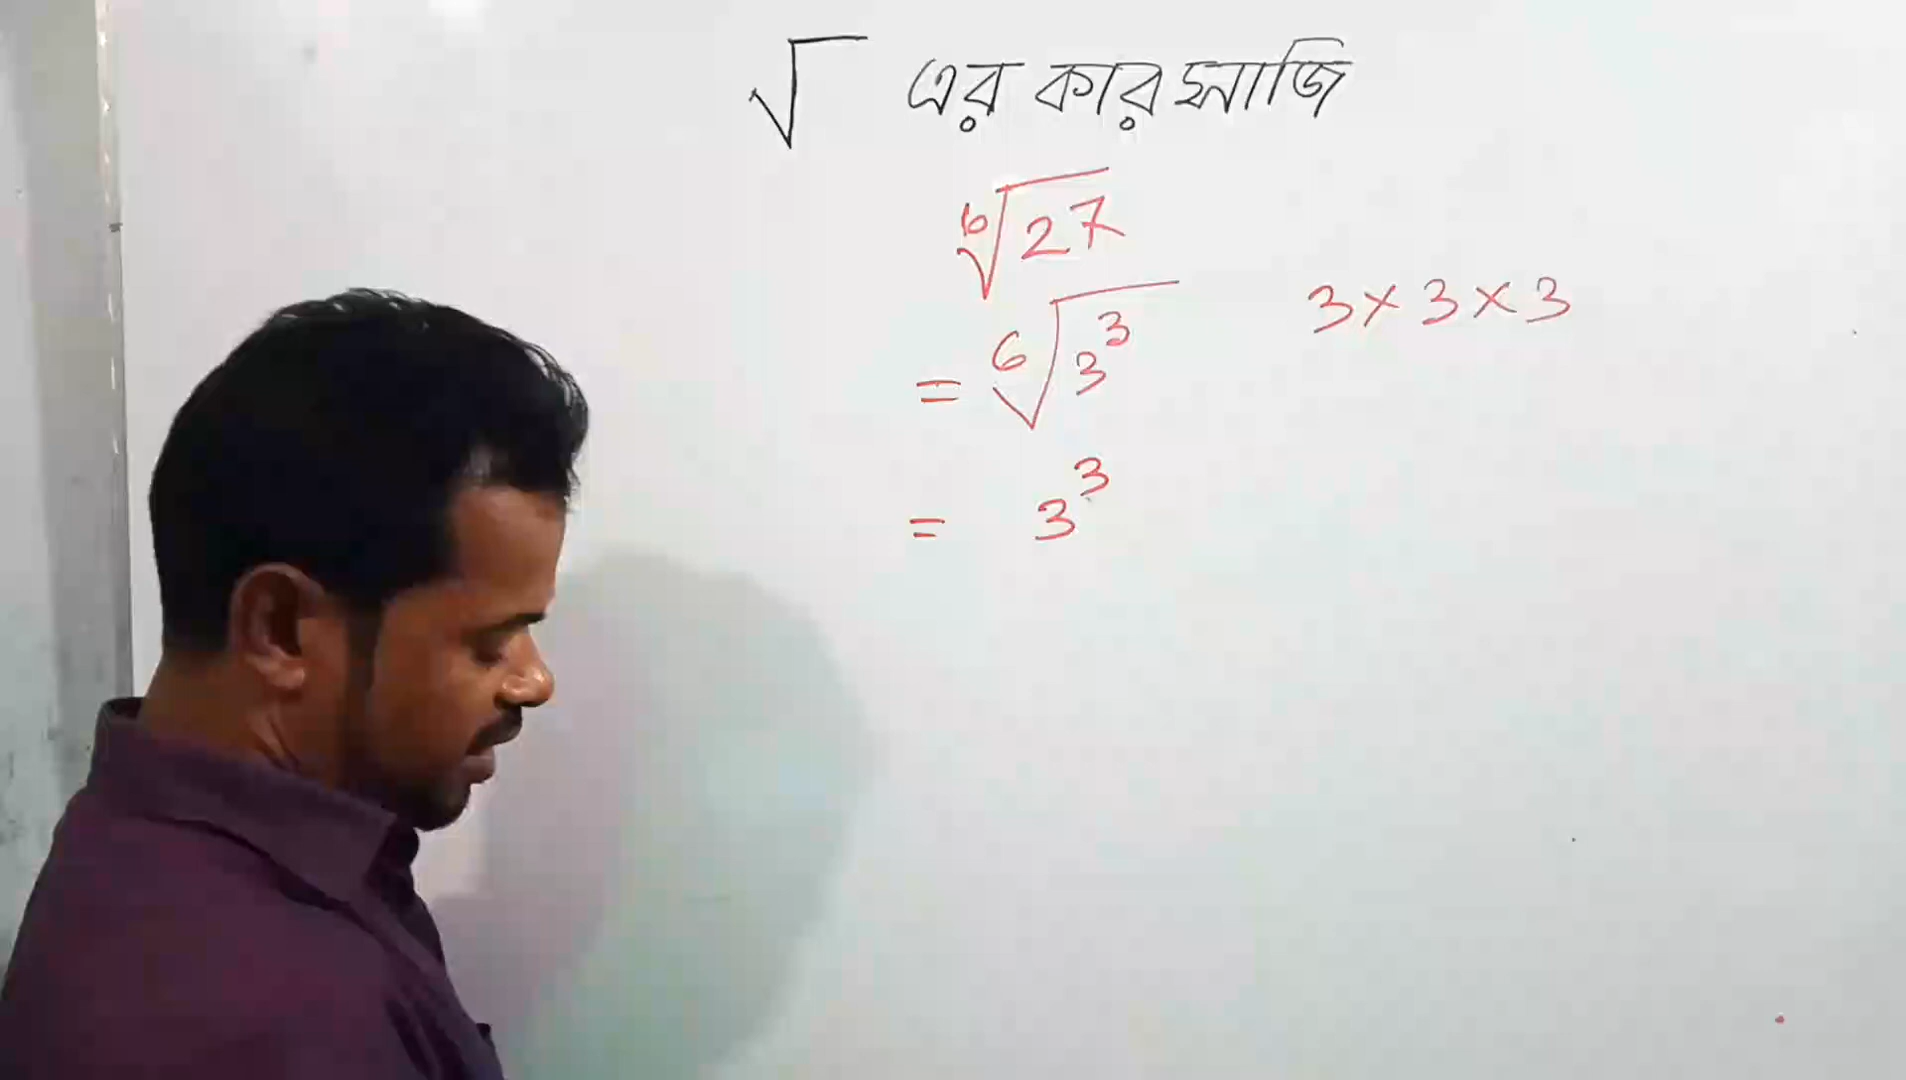 √ এর কারসাজি
⁶√27
= ⁶√3³ 3×3×3
= 3³